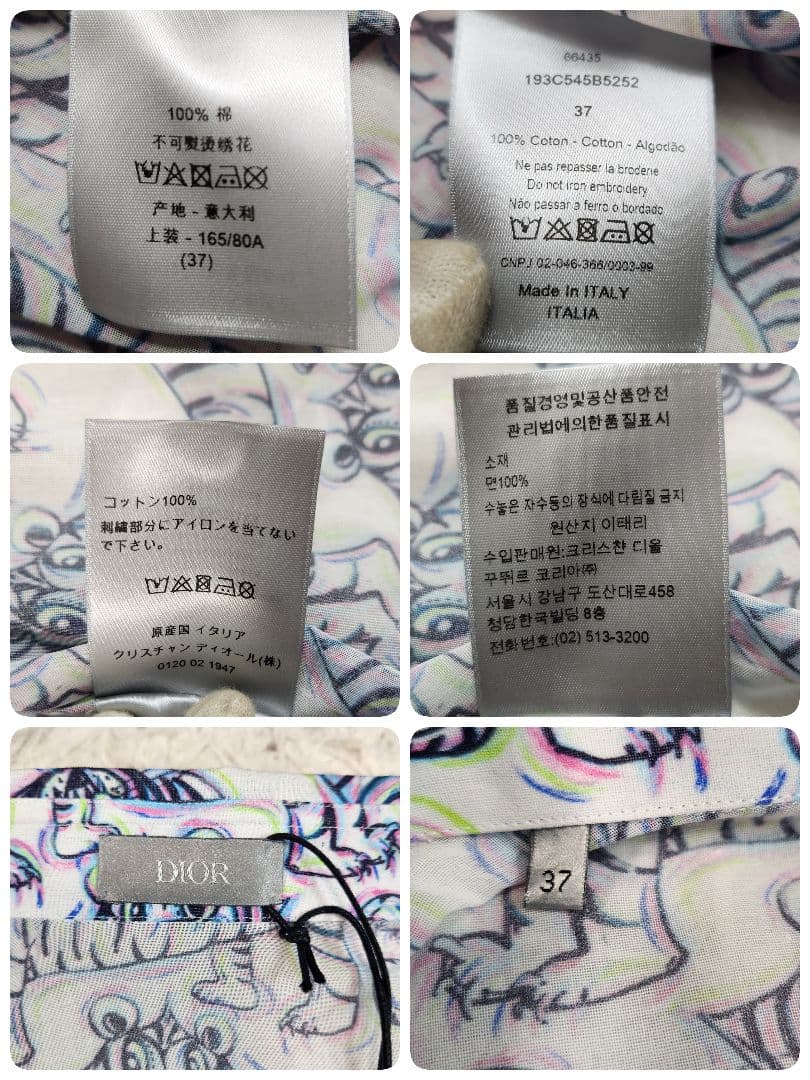 100% 棉
不可熨烫绣花
产地 - 意大利
上装 - 165/80A
(37)
66435
193C545B5252
37
100% Coton - Cotton - Algodão
Ne pas repasser la broderie
Do not iron embroidery
Não passar a ferro o bordado
CNPJ 02-046-366/0003-99
Made In ITALY
ITALIA
コットン100%
刺繍部分にアイロンを当てない
で下さい。
原産国 イタリア
クリスチャン ディオール(株)
0120 02 1947
품질경영및공산품안전
관리법에의한품질표시
소재
면100%
수놓은 자수등의 장식에 다림질 금지
원산지 이태리
수입판매원:크리스챤 디올
꾸뛰르 코리아㈜
서울시 강남구 도산대로458
청담한국빌딩 8층
전화번호:(02) 513-3200
DIOR
37